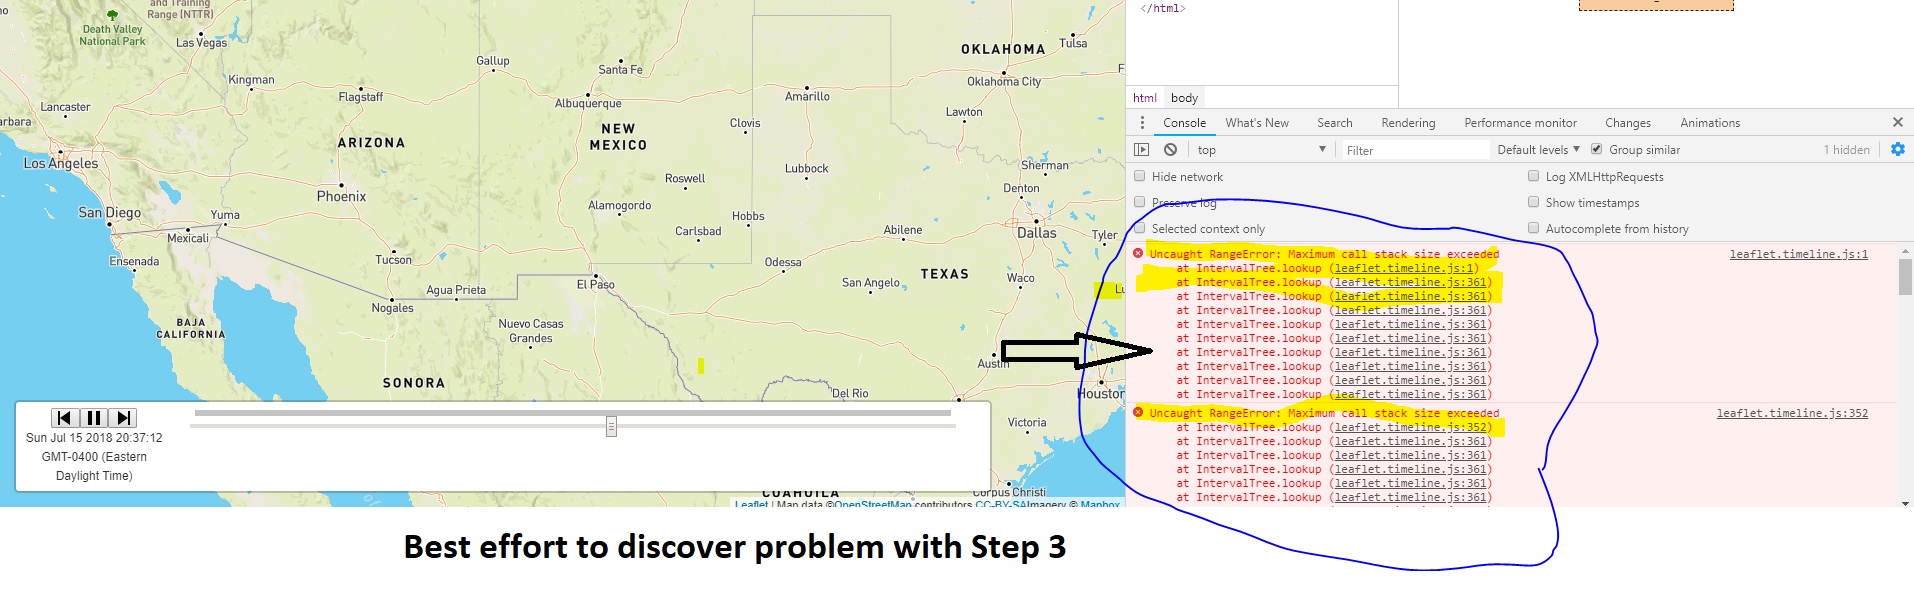 and Training
Range (NTTR)
Death Valley
National Park
Las Vegas
Kingman
Gallup
Santa Fe
OKLAHOMA
Tulsa
Oklahoma City
Lancaster
Flagstaff
Albuquerque
Amarillo
arbara
Clovis
Lawton
Los Angeles
ARIZONA
NEW
MEXICO
Lubbock
Sherman
Phoenix
Roswell
Denton
San Diego
Yuma
Alamogordo
Hobbs
Mexicali
Carlsbad
Abilene
Dallas
Tyler
Ensenada
Tucson
Odessa
TEXAS
Waco
Agua Prieta
El Paso
San Angelo
Lu
Nogales
BAJA
CALIFORNIA
Nuevo Casas
Grandes
Austin
SONORA
Del Rio
Houston
Victoria
COAHUILA
Corpus Christi
Sun Jul 15 2018 20:37:12
GMT-0400 (Eastern
Daylight Time)
Leaflet | Map data ©OpenStreetMap contributors, CC-BY-SA, Imagery © Mapbox
</html>
html body
Console What's New Search Rendering Performance monitor Changes Animations
top Filter Default levels Group similar 1 hidden
Hide network Log XMLHttpRequests
Preserve log Show timestamps
Selected context only Autocomplete from history
Uncaught RangeError: Maximum call stack size exceeded leaflet.timeline.js:1
at IntervalTree.lookup (leaflet.timeline.js:1)
at IntervalTree.lookup (leaflet.timeline.js:361)
at IntervalTree.lookup (leaflet.timeline.js:361)
at IntervalTree.lookup (leaflet.timeline.js:361)
at IntervalTree.lookup (leaflet.timeline.js:361)
at IntervalTree.lookup (leaflet.timeline.js:361)
at IntervalTree.lookup (leaflet.timeline.js:361)
at IntervalTree.lookup (leaflet.timeline.js:361)
at IntervalTree.lookup (leaflet.timeline.js:361)
at IntervalTree.lookup (leaflet.timeline.js:361)
Uncaught RangeError: Maximum call stack size exceeded leaflet.timeline.js:352
at IntervalTree.lookup (leaflet.timeline.js:352)
at IntervalTree.lookup (leaflet.timeline.js:361)
at IntervalTree.lookup (leaflet.timeline.js:361)
at IntervalTree.lookup (leaflet.timeline.js:361)
at IntervalTree.lookup (leaflet.timeline.js:361)
at IntervalTree.lookup (leaflet.timeline.js:361)
Best effort to discover problem with Step 3